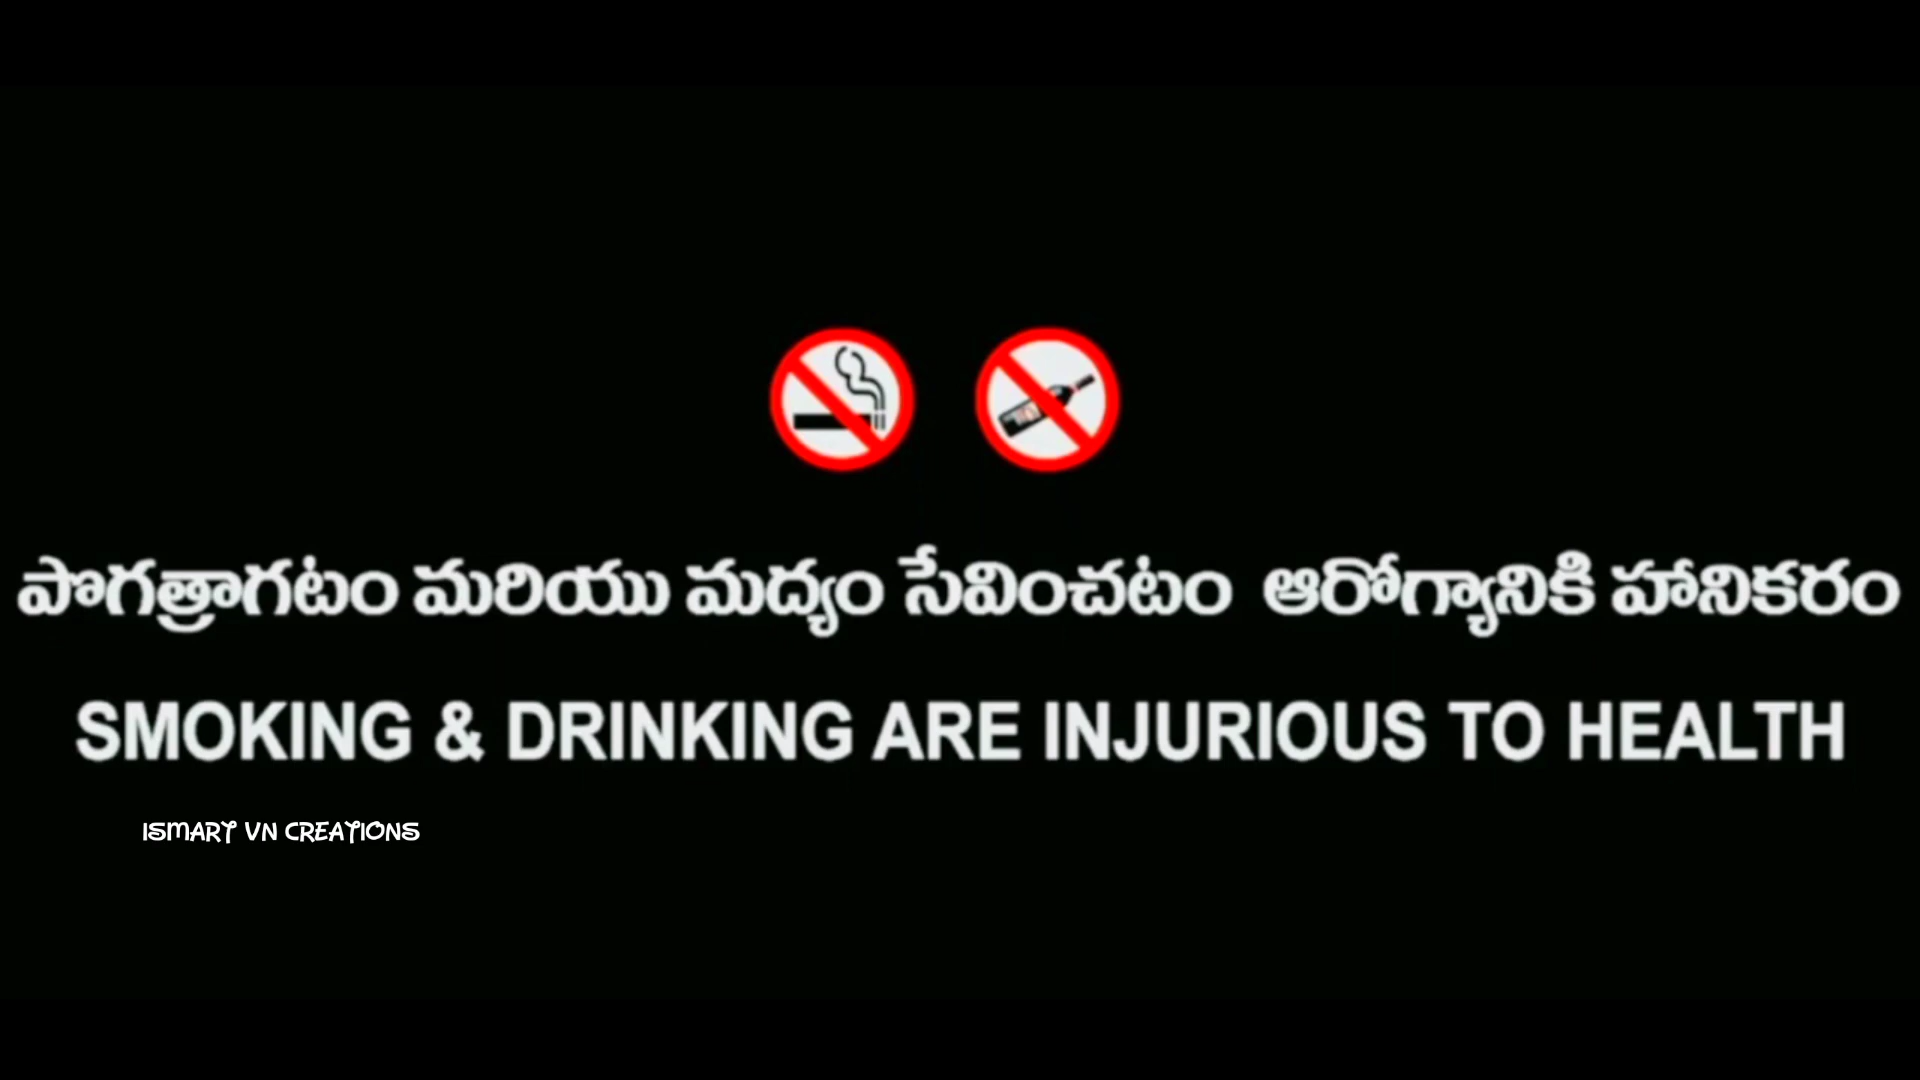 పొగత్రాగటం మరియు మద్యం సేవించటం ఆరోగ్యానికి హానికరం
SMOKING & DRINKING ARE INJURIOUS TO HEALTH
ISMART VN CREATIONS